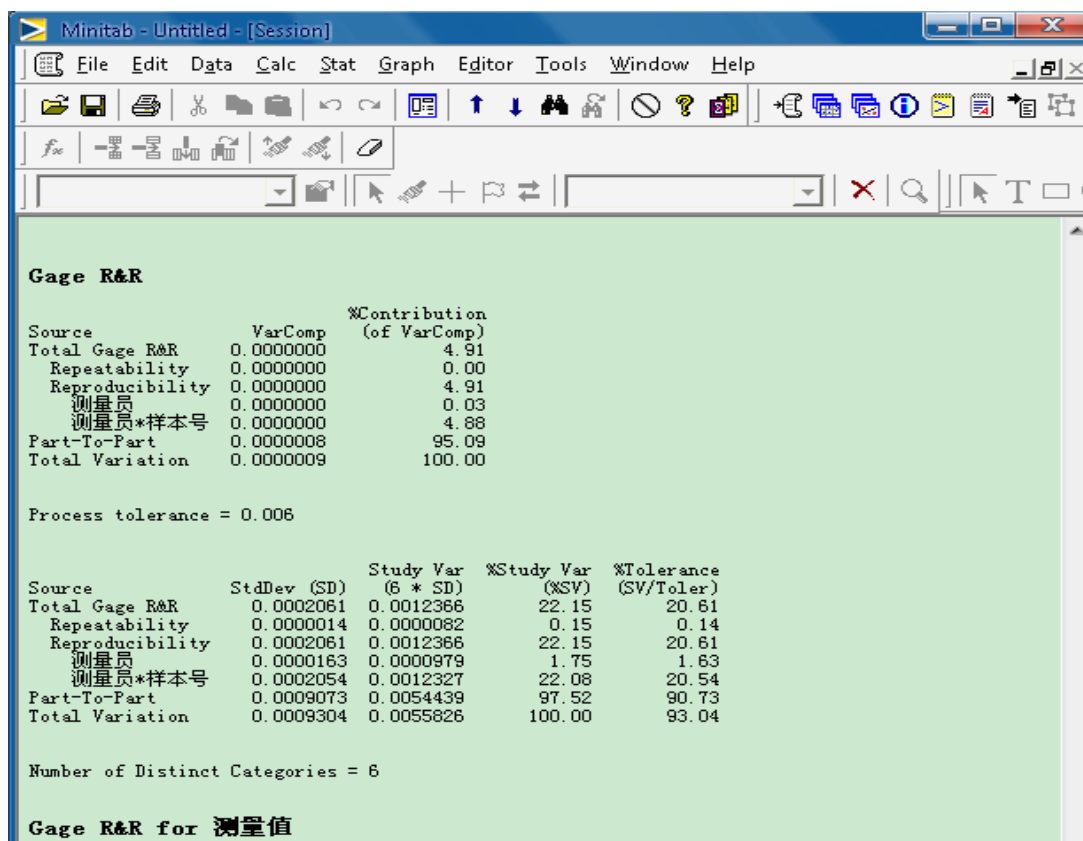 Minitab - Untitled - [Session]
File Edit Data Calc Stat Graph Editor Tools Window Help
Gage R&R
%Contribution
Source VarComp (of VarComp)
Total Gage R&R 0.0000000 4.91
Repeatability 0.0000000 0.00
Reproducibility 0.0000000 4.91
测量员 0.0000000 0.03
测量员*样本号 0.0000000 4.88
Part-To-Part 0.0000008 95.09
Total Variation 0.0000009 100.00
Process tolerance = 0.006
Study Var %Study Var %Tolerance
Source StdDev (SD) (6 * SD) (%SV) (SV/Toler)
Total Gage R&R 0.0002061 0.0012366 22.15 20.61
Repeatability 0.0000014 0.0000082 0.15 0.14
Reproducibility 0.0002061 0.0012366 22.15 20.61
测量员 0.0000163 0.0000979 1.75 1.63
测量员*样本号 0.0002054 0.0012327 22.08 20.54
Part-To-Part 0.0009073 0.0054439 97.52 90.73
Total Variation 0.0009304 0.0055826 100.00 93.04
Number of Distinct Categories = 6
Gage R&R for 测量值